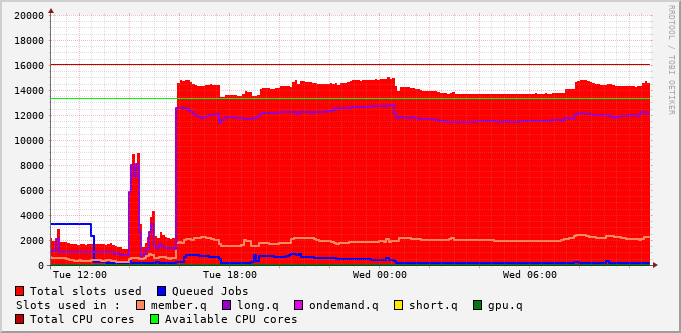 RRDTOOL / TOBI OETIKER
20000
18000
16000
14000
12000
10000
8000
6000
4000
2000
0
Tue 12:00 Tue 18:00 Wed 00:00 Wed 06:00
Total slots used Queued Jobs
Slots used in : member.q long.q ondemand.q short.q gpu.q
Total CPU cores Available CPU cores